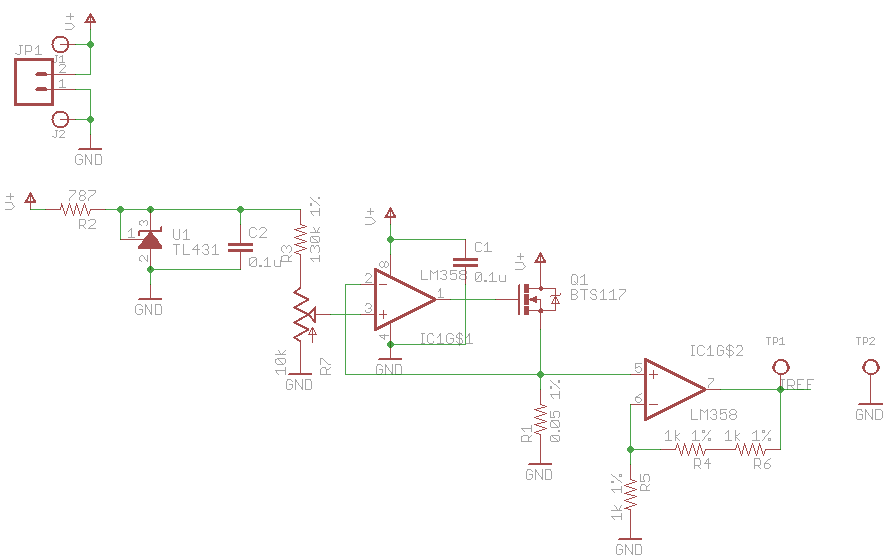 V+
JP1
J1
2
1
J2
GND
V+
787
R2
1
3
U1
TL431
2
GND
C2
0.1u
R3
130k 1%
10k
R7
GND
V+
8
C1
0.1u
LM358
2
3
1
4
IC1G$1
GND
V+
Q1
BTS117
R1
0.05 1%
GND
IC1G$2
5
6
7
LM358
TP1
IREF
TP2
GND
1k 1%
R4
1k 1%
R6
1k 1%
R5
GND